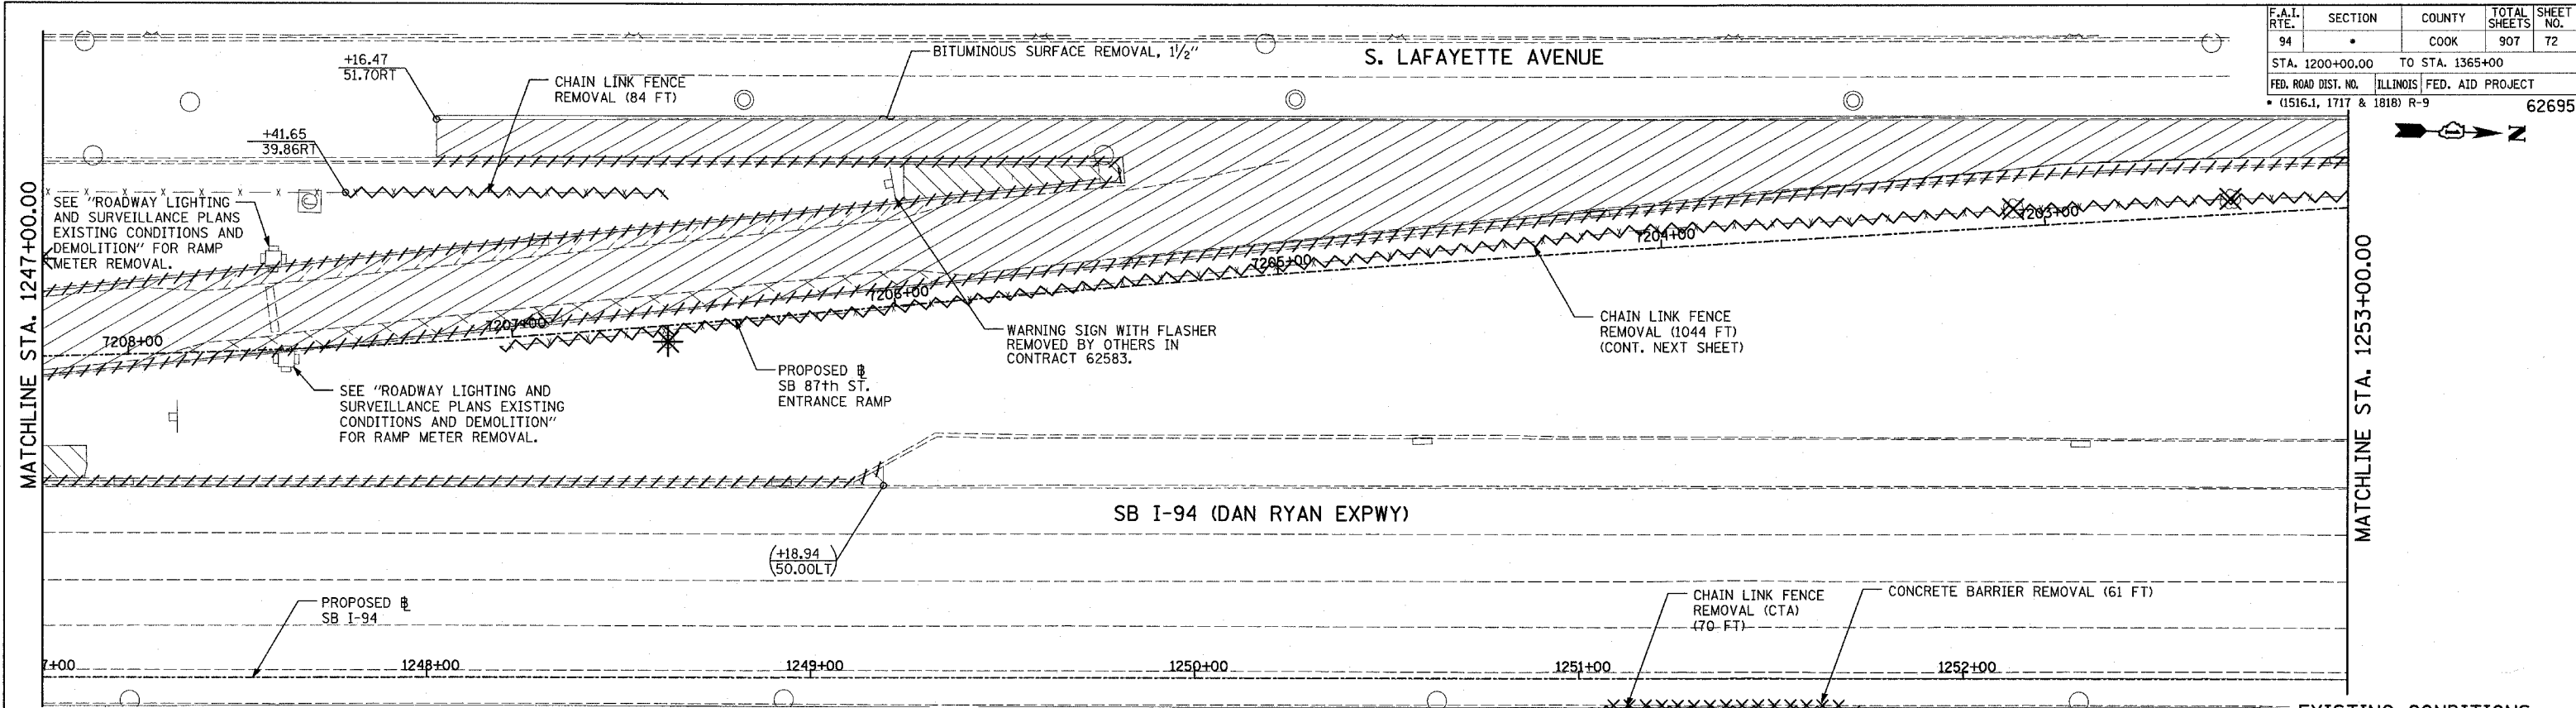 F.A.I. RTE. SECTION COUNTY TOTAL SHEETS SHEET NO.
94 * COOK 907 72
STA. 1200+00.00 TO STA. 1365+00
FED. ROAD DIST. NO. ILLINOIS FED. AID PROJECT
* (1516.1, 1717 & 1818) R-9
62695
N
S. LAFAYETTE AVENUE
BITUMINOUS SURFACE REMOVAL, 1½"
+16.47
51.70RT
CHAIN LINK FENCE
REMOVAL (84 FT)
+41.65
39.86RT
MATCHLINE STA. 1247+00.00
SEE "ROADWAY LIGHTING
AND SURVEILLANCE PLANS
EXISTING CONDITIONS AND
DEMOLITION" FOR RAMP
METER REMOVAL.
7208+00
7207+00
7206+00
7205+00
7204+00
7203+00
WARNING SIGN WITH FLASHER
REMOVED BY OTHERS IN
CONTRACT 62583.
CHAIN LINK FENCE
REMOVAL (1044 FT)
(CONT. NEXT SHEET)
MATCHLINE STA. 1253+00.00
PROPOSED ℄
SB 87th ST.
ENTRANCE RAMP
SEE "ROADWAY LIGHTING AND
SURVEILLANCE PLANS EXISTING
CONDITIONS AND DEMOLITION"
FOR RAMP METER REMOVAL.
SB I-94 (DAN RYAN EXPWY)
(+18.94
50.00LT)
PROPOSED ℄
SB I-94
CHAIN LINK FENCE
REMOVAL (CTA)
(70 FT)
CONCRETE BARRIER REMOVAL (61 FT)
7+00
1248+00
1249+00
1250+00
1251+00
1252+00
EXISTING CONDITIONS